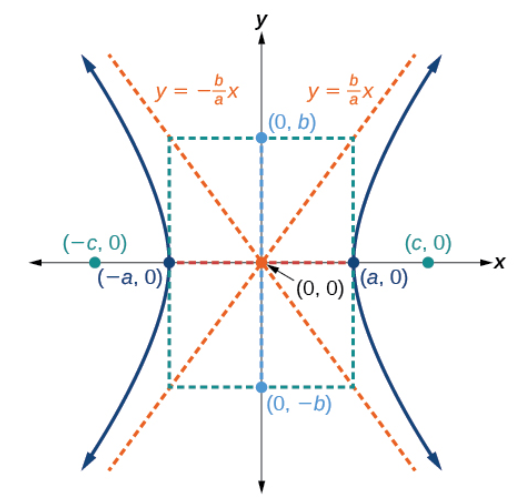 y
y = -b/a x
y = b/a x
(0, b)
(-c, 0)
(c, 0)
x
(-a, 0)
(a, 0)
(0, 0)
(0, -b)